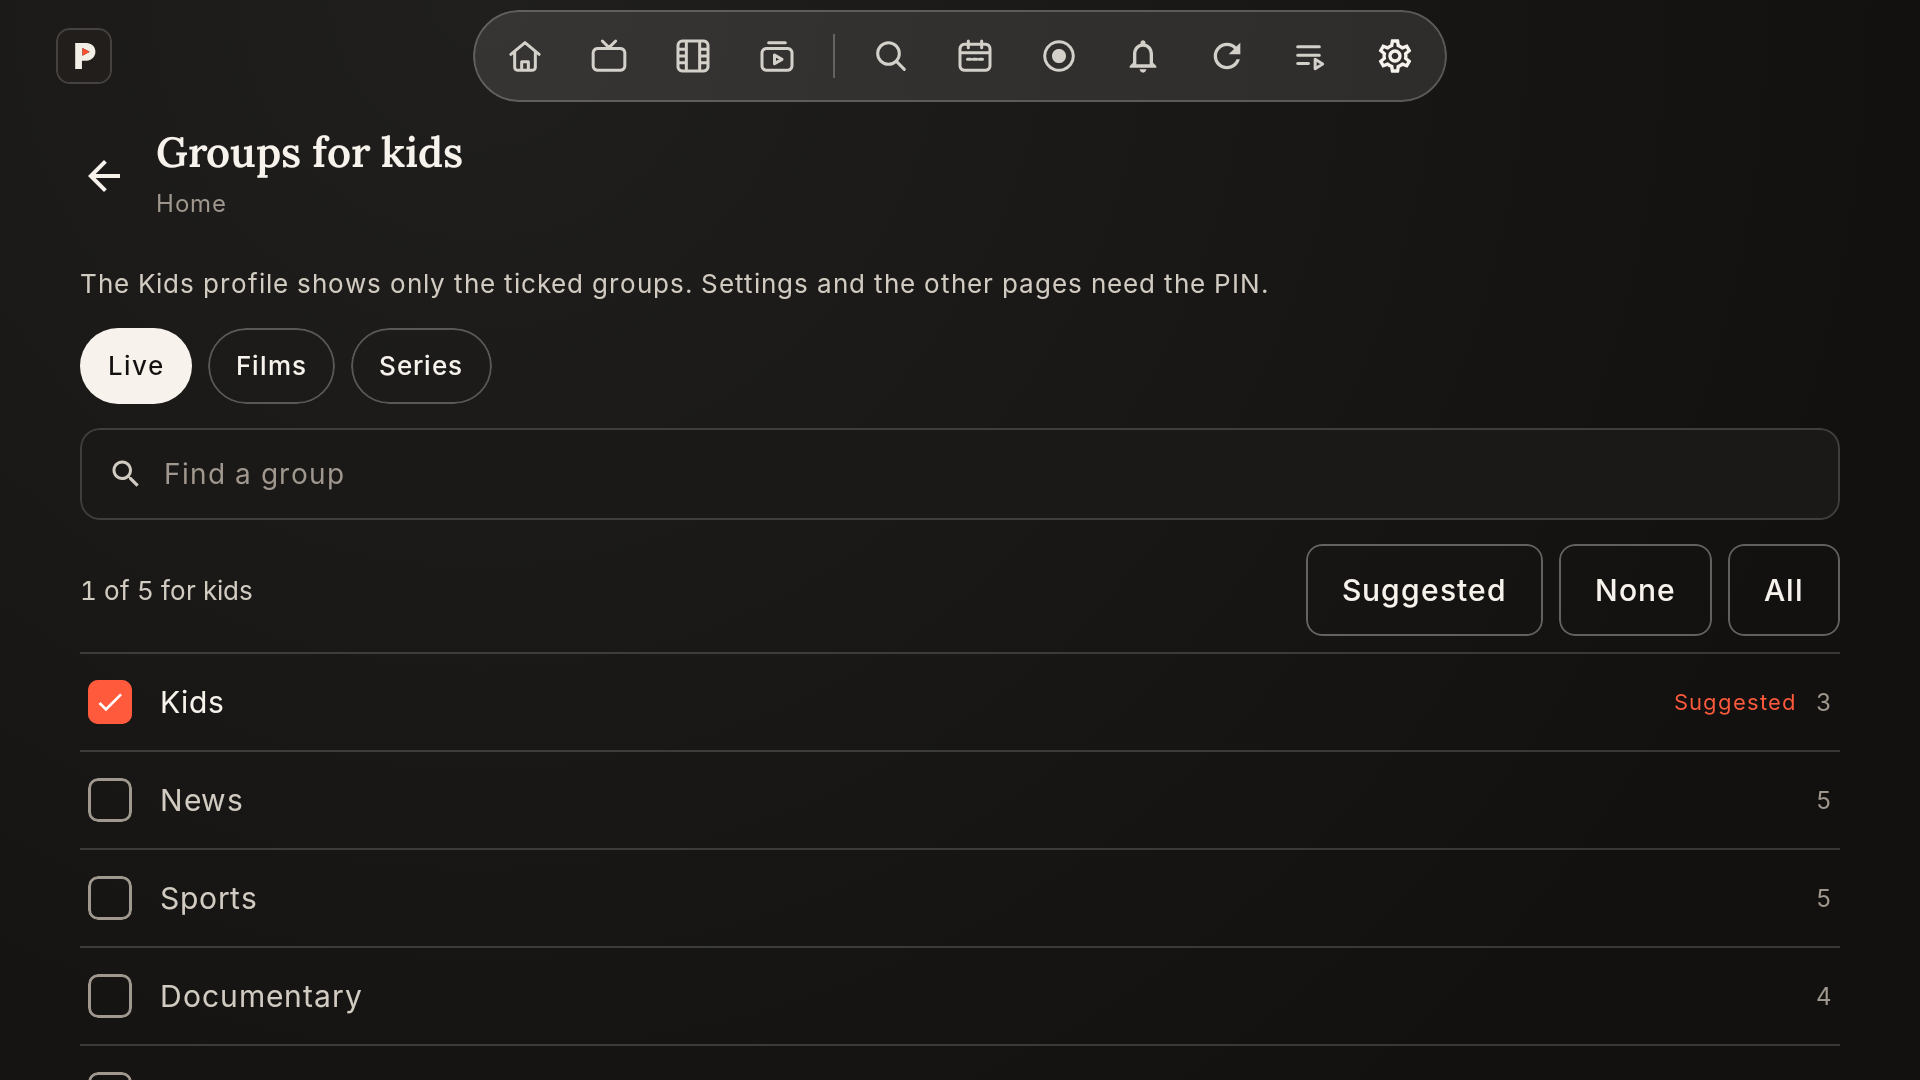 Groups for kids
Home
The Kids profile shows only the ticked groups. Settings and the other pages need the PIN.
Live
Films
Series
Find a group
1 of 5 for kids
Suggested
None
All
Kids
Suggested
3
News
5
Sports
5
Documentary
4